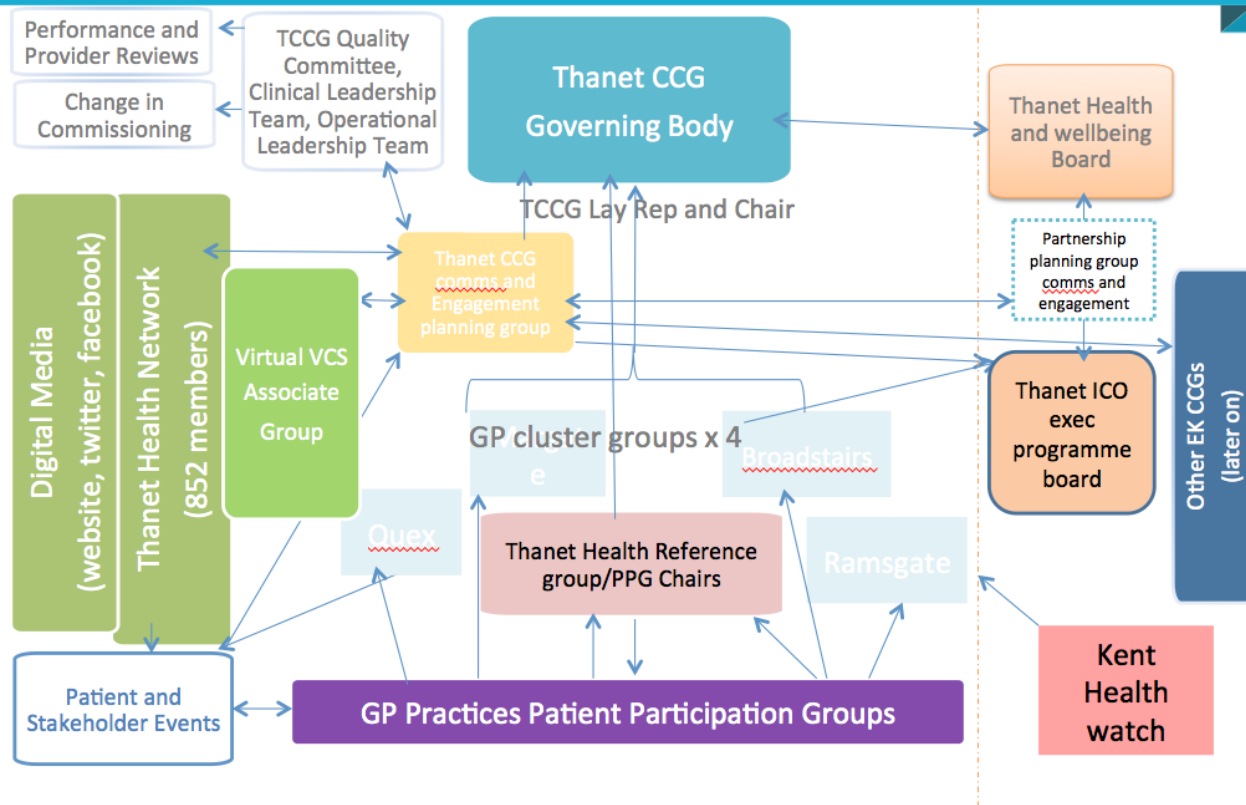 Performance and
Provider Reviews
Change in
Commissioning
TCCG Quality
Committee,
Clinical Leadership
Team, Operational
Leadership Team
Thanet CCG
Governing Body
Thanet Health
and wellbeing
Board
TCCG Lay Rep and Chair
Partnership
planning group
comms and
engagement
Thanet CCG
comms and
Engagement
planning group
Digital Media
(website, twitter, facebook)
Thanet Health Network
(852 members)
Virtual VCS
Associate
Group
Thanet ICO
exec
programme
board
Other EK CCGs
(later on)
GP cluster groups x 4
e
Broadstairs
Quex
Thanet Health Reference
group/PPG Chairs
Ramsgate
Patient and
Stakeholder Events
GP Practices Patient Participation Groups
Kent
Health
watch